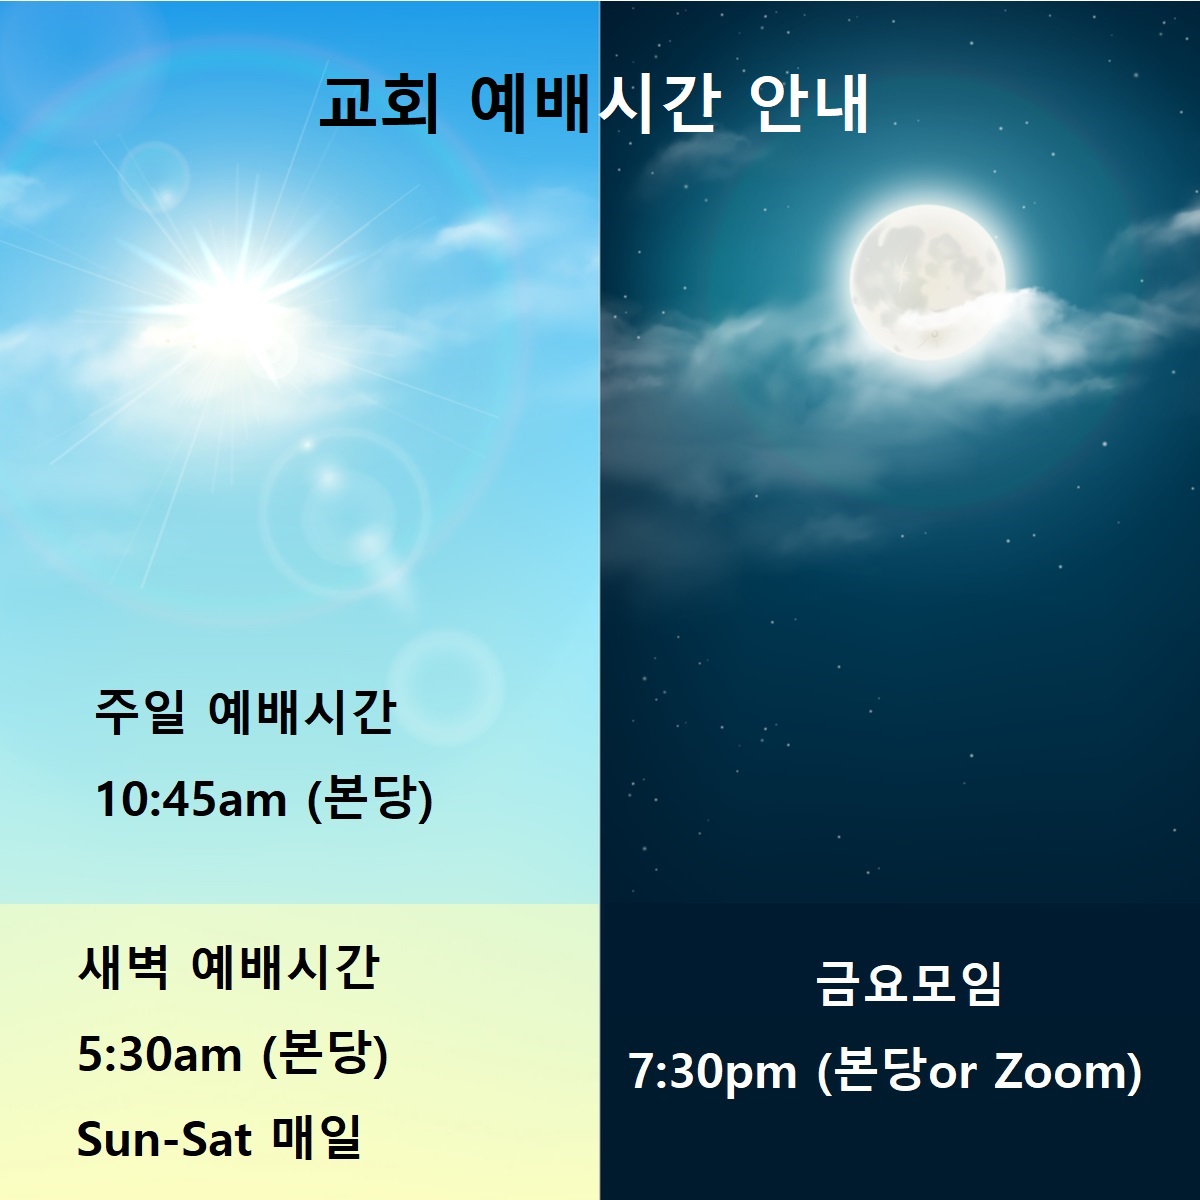 교회 예배시간 안내
주일 예배시간
10:45am (본당)
새벽 예배시간
5:30am (본당)
Sun-Sat 매일
금요모임
7:30pm (본당or Zoom)